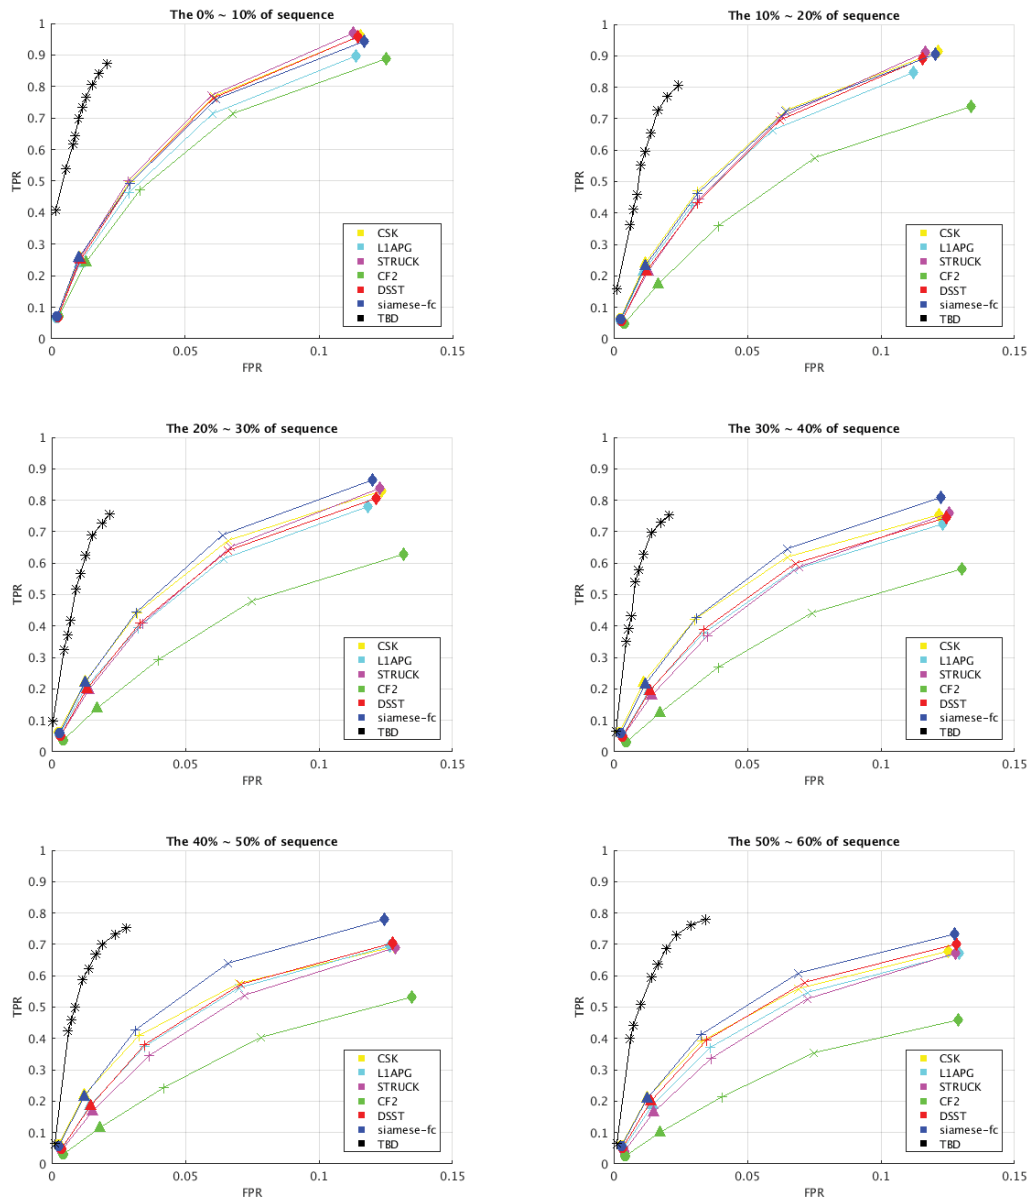 The 0% ~ 10% of sequence
1
0.9
0.8
0.7
0.6
0.5
0.4
0.3
0.2
0.1
0
TPR
CSK
L1APG
STRUCK
CF2
DSST
siamese-fc
TBD
0 0.05 0.1 0.15
FPR
The 10% ~ 20% of sequence
1
0.9
0.8
0.7
0.6
0.5
0.4
0.3
0.2
0.1
0
TPR
CSK
L1APG
STRUCK
CF2
DSST
siamese-fc
TBD
0 0.05 0.1 0.15
FPR
The 20% ~ 30% of sequence
1
0.9
0.8
0.7
0.6
0.5
0.4
0.3
0.2
0.1
0
TPR
CSK
L1APG
STRUCK
CF2
DSST
siamese-fc
TBD
0 0.05 0.1 0.15
FPR
The 30% ~ 40% of sequence
1
0.9
0.8
0.7
0.6
0.5
0.4
0.3
0.2
0.1
0
TPR
CSK
L1APG
STRUCK
CF2
DSST
siamese-fc
TBD
0 0.05 0.1 0.15
FPR
The 40% ~ 50% of sequence
1
0.9
0.8
0.7
0.6
0.5
0.4
0.3
0.2
0.1
0
TPR
CSK
L1APG
STRUCK
CF2
DSST
siamese-fc
TBD
0 0.05 0.1 0.15
FPR
The 50% ~ 60% of sequence
1
0.9
0.8
0.7
0.6
0.5
0.4
0.3
0.2
0.1
0
TPR
CSK
L1APG
STRUCK
CF2
DSST
siamese-fc
TBD
0 0.05 0.1 0.15
FPR